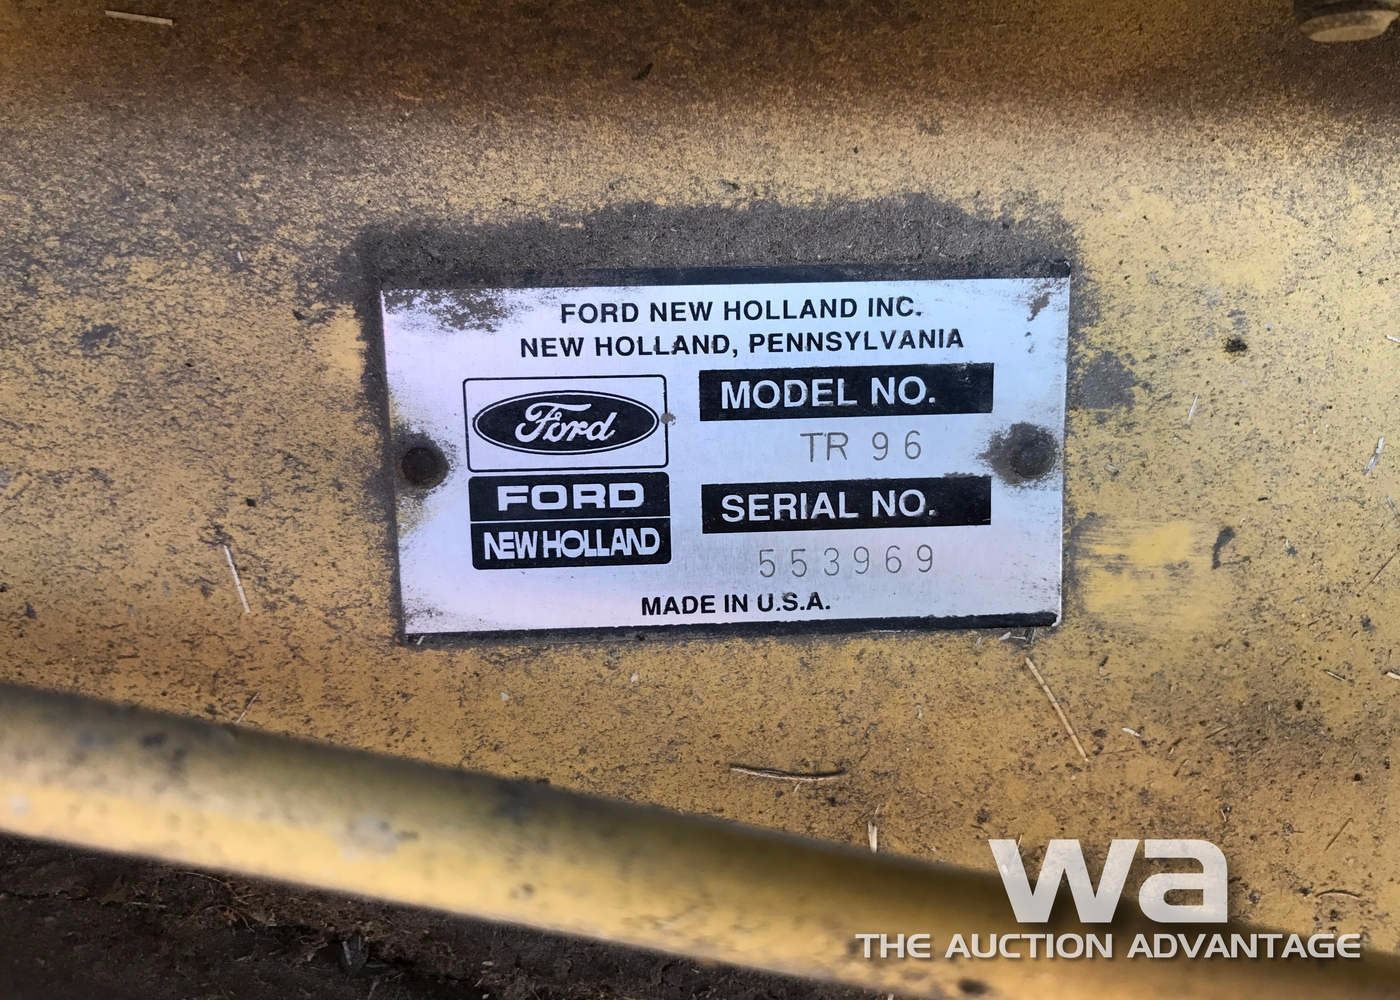 FORD NEW HOLLAND INC.
NEW HOLLAND, PENNSYLVANIA
Ford
FORD
NEW HOLLAND
MODEL NO.
TR 96
SERIAL NO.
553969
MADE IN U.S.A.
wa
THE AUCTION ADVANTAGE